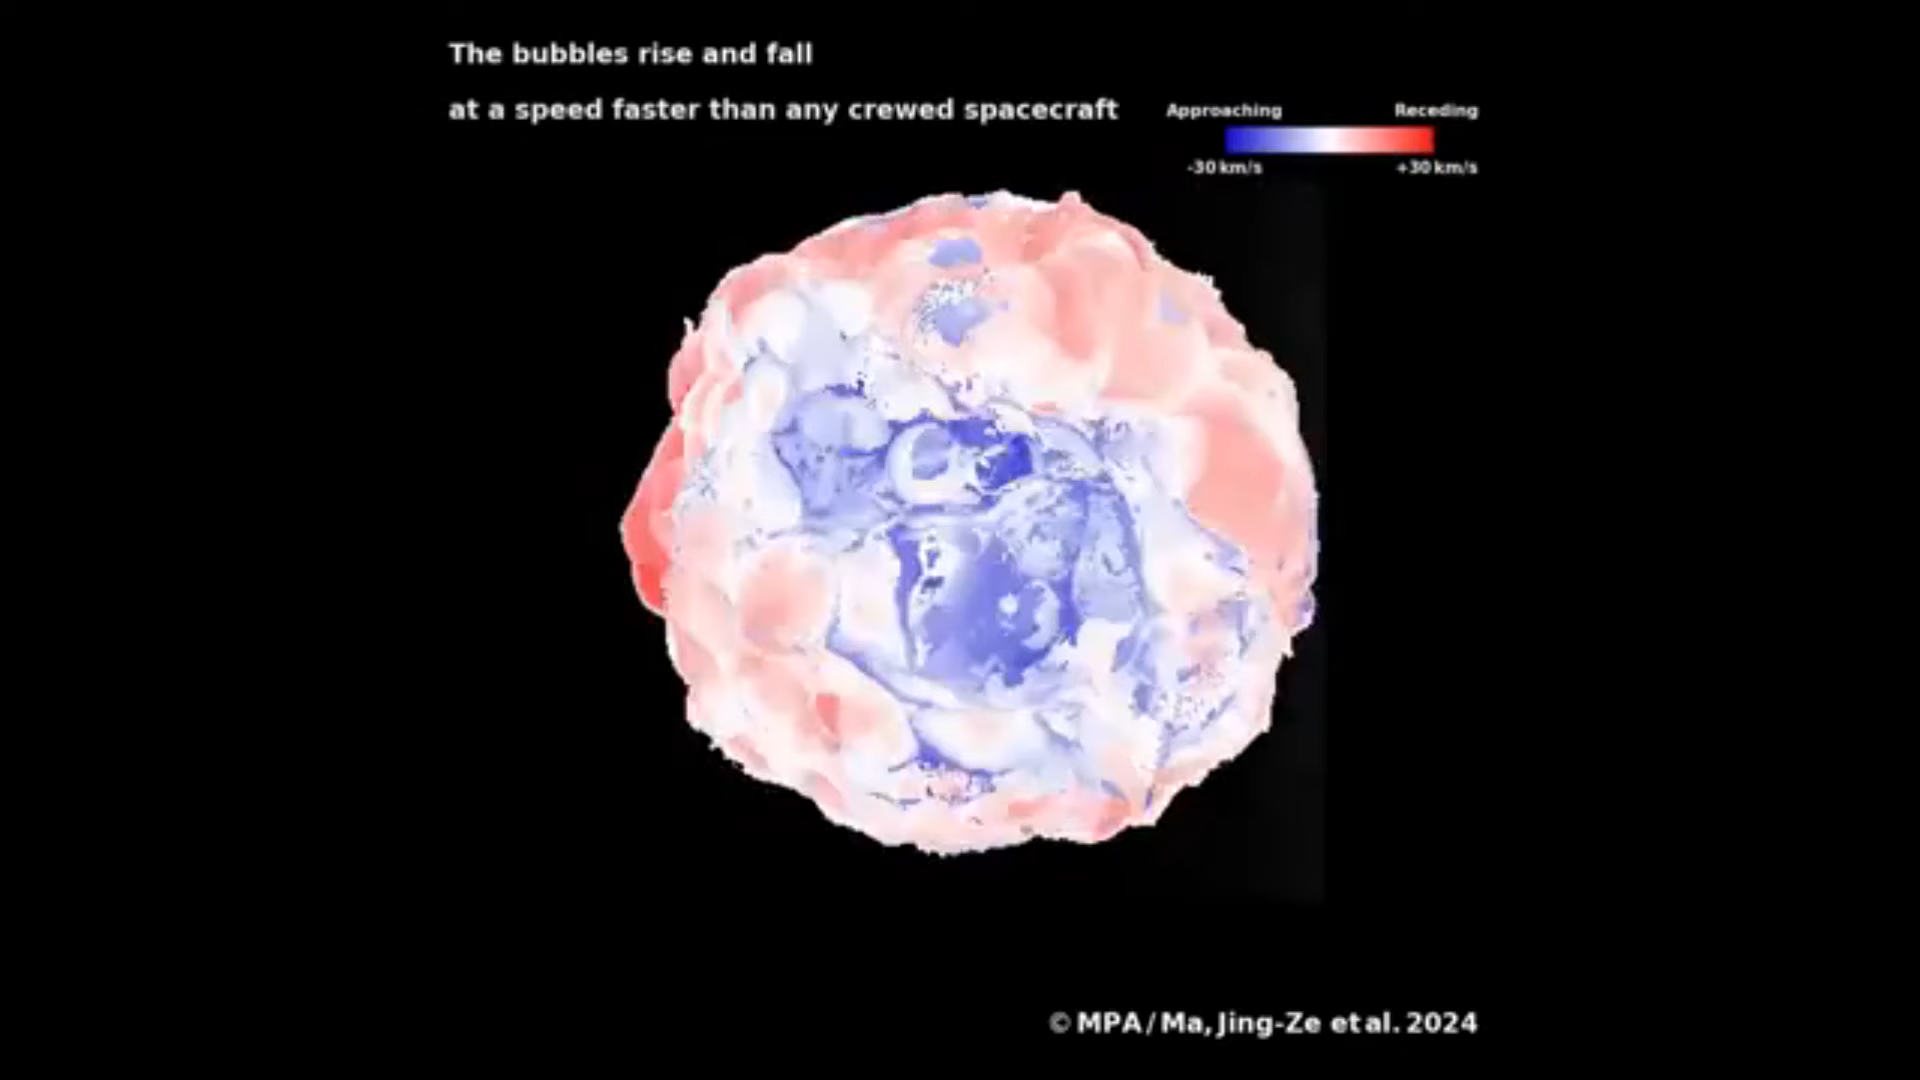 The bubbles rise and fall
at a speed faster than any crewed spacecraft
Approaching Receding
-30 km/s +30 km/s
© MPA/Ma, Jing-Ze et al. 2024